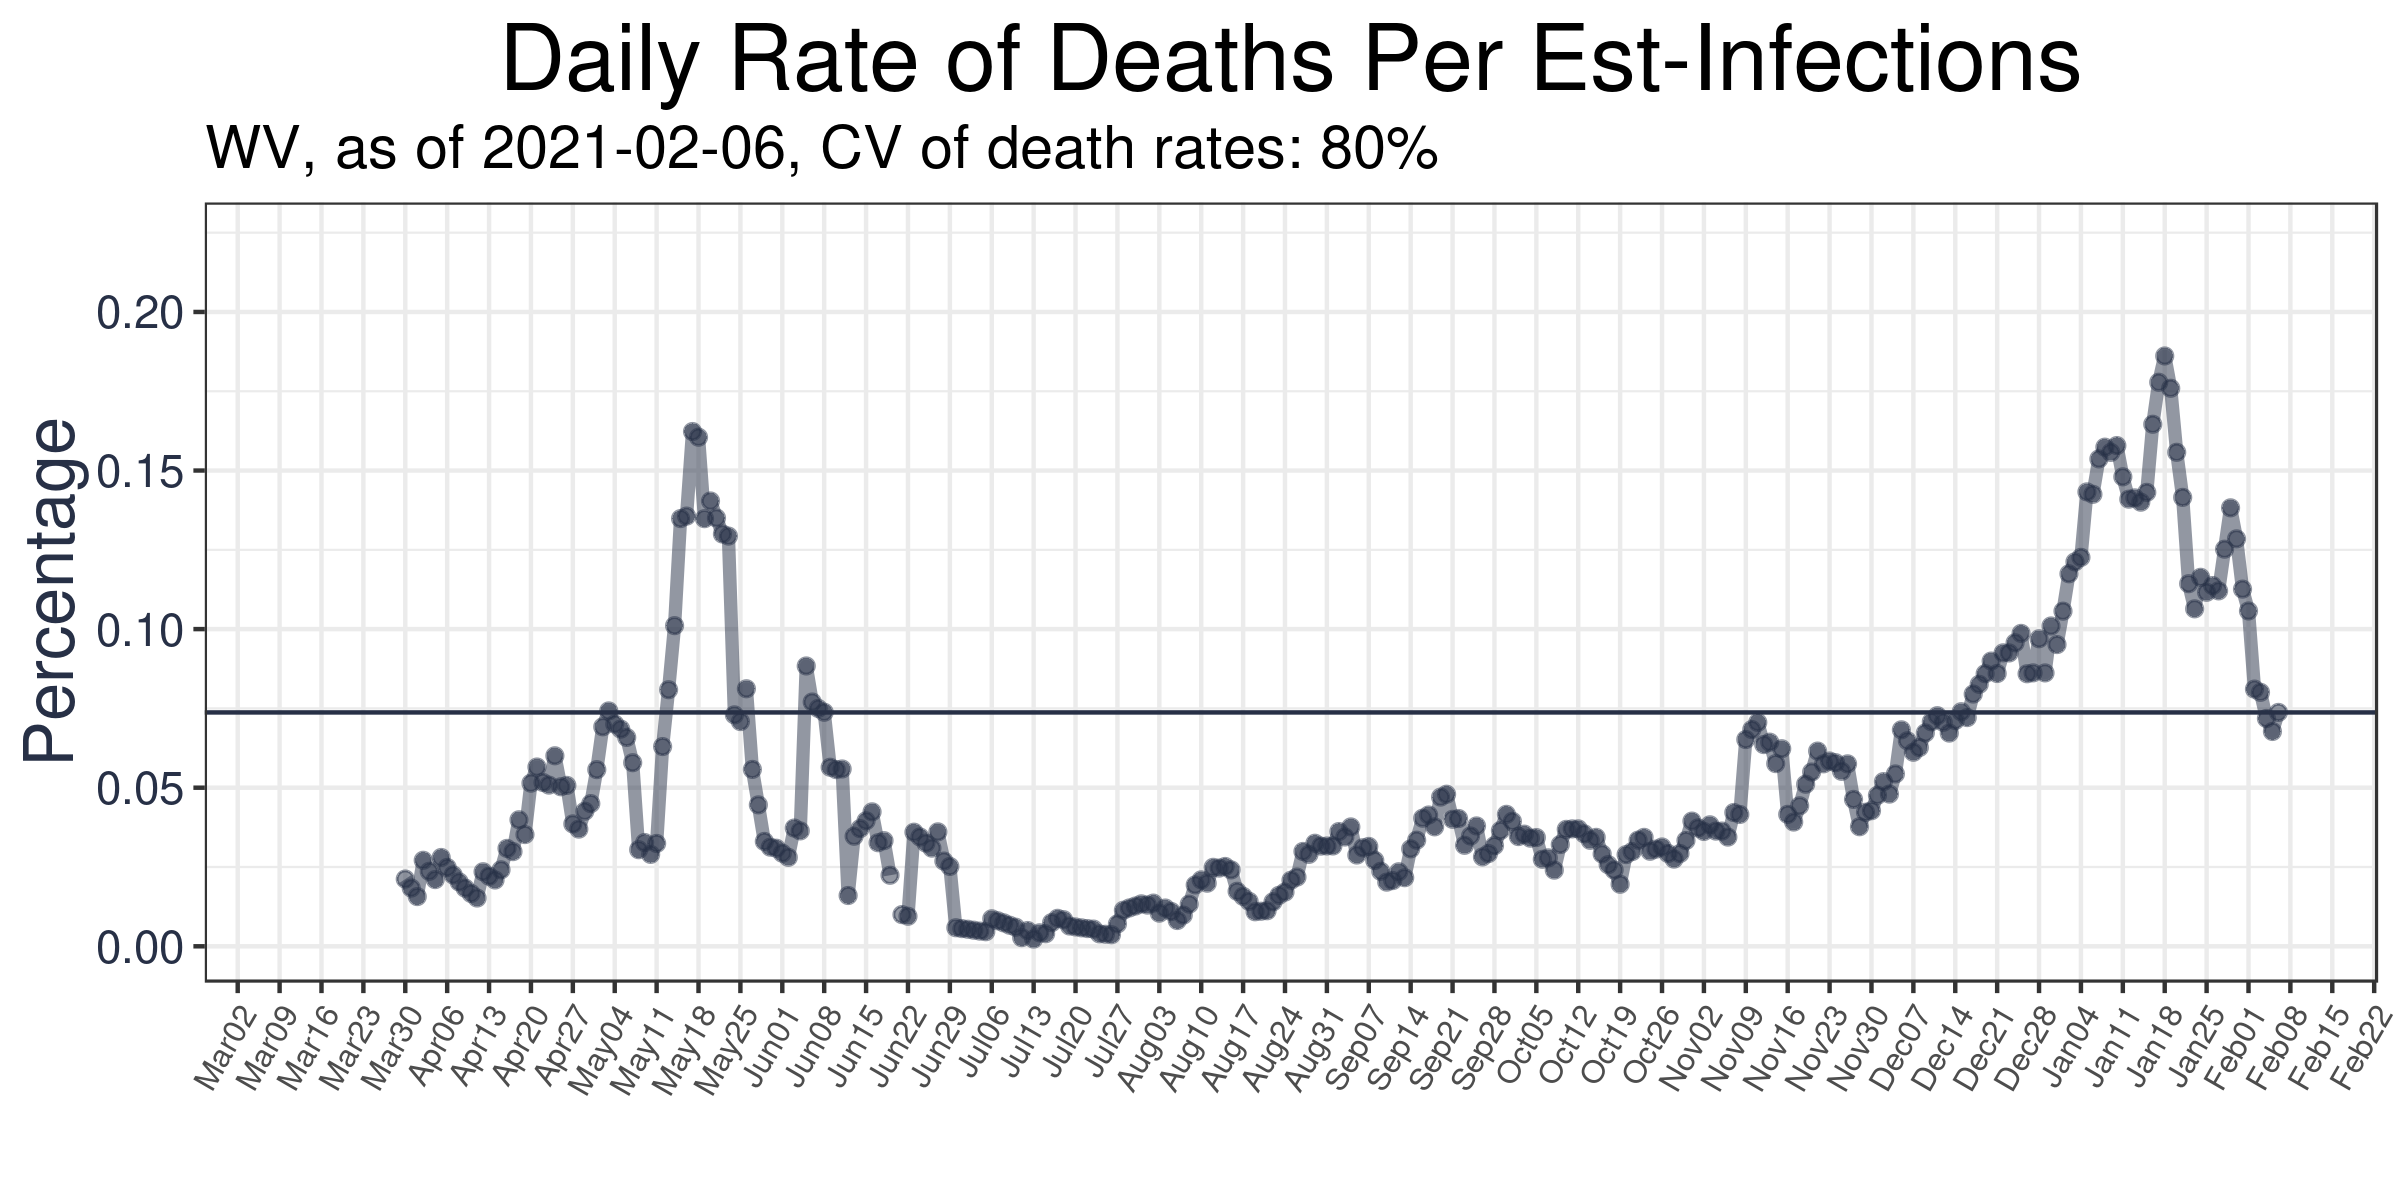 Daily Rate of Deaths Per Est-Infections
WV, as of 2021-02-06, CV of death rates: 80%
Percentage
0.20
0.15
0.10
0.05
0.00
Mar02 Mar09 Mar16 Mar23 Mar30 Apr06 Apr13 Apr20 Apr27 May04 May11 May18 May25 Jun01 Jun08 Jun15 Jun22 Jun29 Jul06 Jul13 Jul20 Jul27 Aug03 Aug10 Aug17 Aug24 Aug31 Sep07 Sep14 Sep21 Sep28 Oct05 Oct12 Oct19 Oct26 Nov02 Nov09 Nov16 Nov23 Nov30 Dec07 Dec14 Dec21 Dec28 Jan04 Jan11 Jan18 Jan25 Feb01 Feb08 Feb15 Feb22